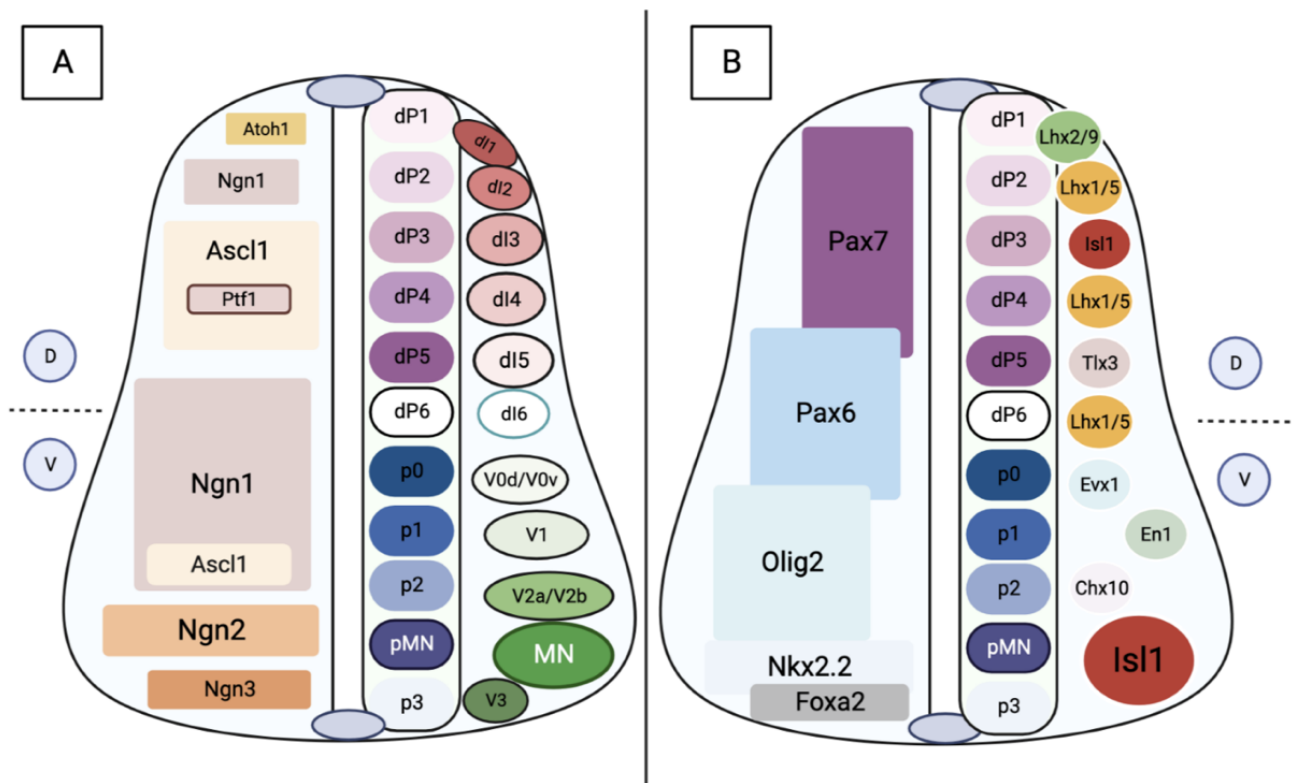 A
Atoh1
Ngn1
Ascl1
Ptf1
D
V
Ngn1
Ascl1
Ngn2
Ngn3
dP1
dP2
dP3
dP4
dP5
dP6
p0
p1
p2
pMN
p3
dI1
dI2
dI3
dI4
dI5
dI6
V0d/V0v
V1
V2a/V2b
MN
V3
B
Pax7
Pax6
Olig2
Nkx2.2
Foxa2
dP1
dP2
dP3
dP4
dP5
dP6
p0
p1
p2
pMN
p3
Lhx2/9
Lhx1/5
Isl1
Lhx1/5
Tlx3
Lhx1/5
Evx1
En1
Chx10
Isl1
D
V